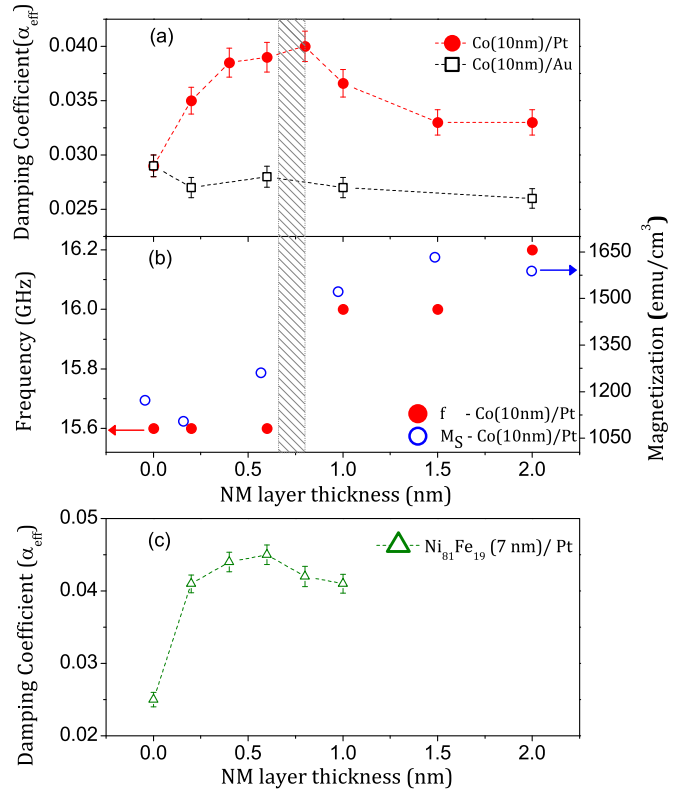 (a)
Damping Coefficient(α_eff)
0.040
0.035
0.030
0.025
Co(10nm)/Pt
Co(10nm)/Au
(b)
Frequency (GHz)
16.2
16.0
15.8
15.6
1650
1500
1350
1200
1050
Magnetization (emu/cm³)
f - Co(10nm)/Pt
M_S - Co(10nm)/Pt
0.0 0.5 1.0 1.5 2.0
NM layer thickness (nm)
(c)
Damping Coefficient (α_eff)
0.05
0.04
0.03
0.02
Ni₈₁Fe₁₉ (7 nm)/ Pt
0.0 0.5 1.0 1.5 2.0
NM layer thickness (nm)